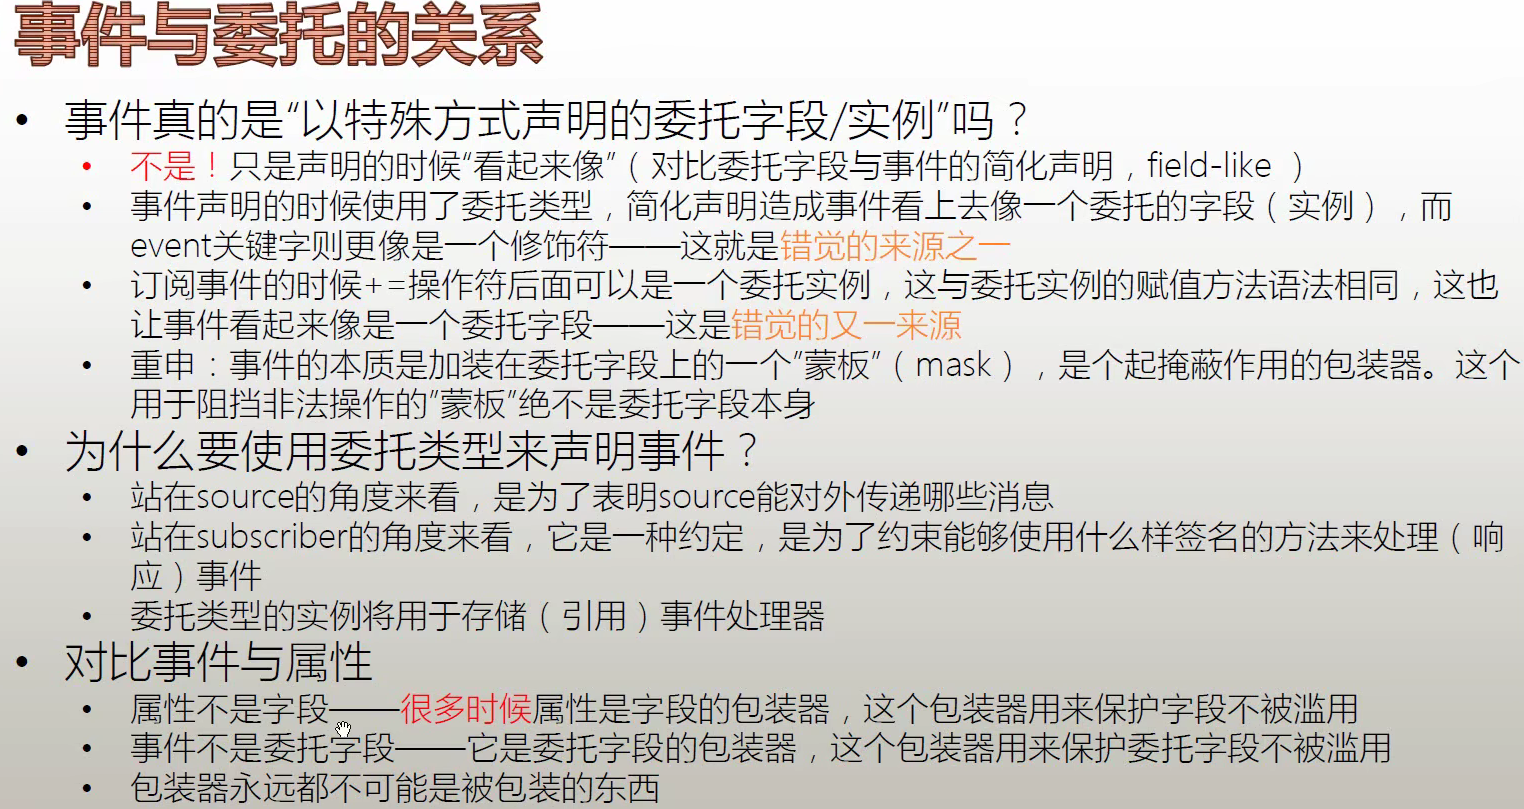 事件与委托的关系
• 事件真的是“以特殊方式声明的委托字段/实例”吗？
• 不是！只是声明的时候“看起来像”（对比委托字段与事件的简化声明，field-like ）
• 事件声明的时候使用了委托类型，简化声明造成事件看上去像一个委托的字段（实例），而
event关键字则更像是一个修饰符——这就是错觉的来源之一
• 订阅事件的时候+=操作符后面可以是一个委托实例，这与委托实例的赋值方法语法相同，这也
让事件看起来像是一个委托字段——这是错觉的又一来源
• 重申：事件的本质是加装在委托字段上的一个”蒙板”（mask），是个起掩蔽作用的包装器。这个
用于阻挡非法操作的”蒙板”绝不是委托字段本身
• 为什么要使用委托类型来声明事件？
• 站在source的角度来看，是为了表明source能对外传递哪些消息
• 站在subscriber的角度来看，它是一种约定，是为了约束能够使用什么样签名的方法来处理（响
应）事件
• 委托类型的实例将用于存储（引用）事件处理器
• 对比事件与属性
• 属性不是字段——很多时候属性是字段的包装器，这个包装器用来保护字段不被滥用
• 事件不是委托字段——它是委托字段的包装器，这个包装器用来保护委托字段不被滥用
• 包装器永远都不可能是被包装的东西